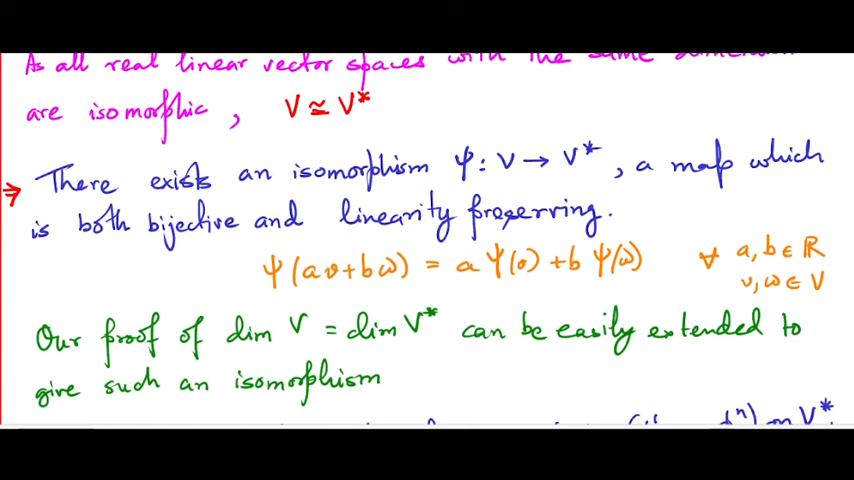 As all real linear vector spaces with the same dimension
are isomorphic, V ≃ V*
⇒ There exists an isomorphism ψ: V → V*, a map which
is both bijective and linearity preserving.
ψ(av+bω) = a ψ(v) + b ψ(ω) ∀ a, b ∈ ℝ
v, ω ∈ V
Our proof of dim V = dim V* can be easily extended to
give such an isomorphism
on V*.